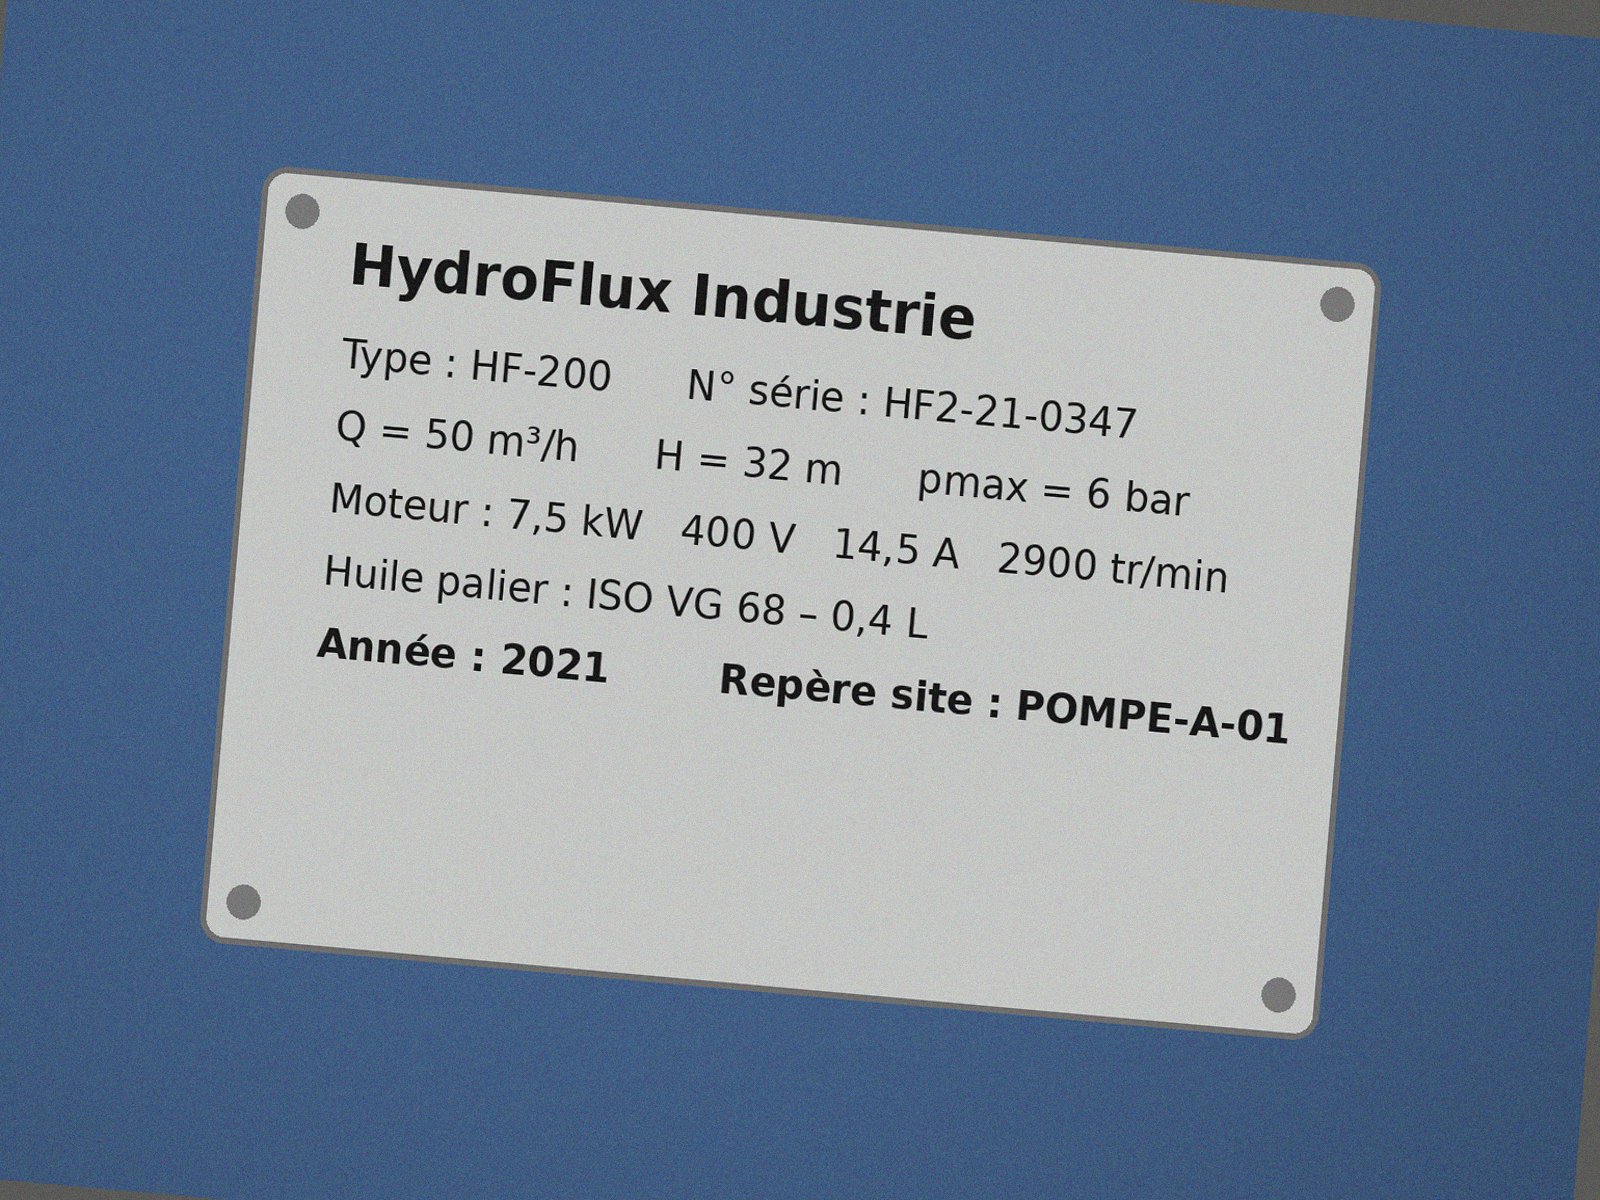 HydroFlux Industrie
Type : HF-200 N° série : HF2-21-0347
Q = 50 m³/h H = 32 m pmax = 6 bar
Moteur : 7,5 kW 400 V 14,5 A 2900 tr/min
Huile palier : ISO VG 68 – 0,4 L
Année : 2021 Repère site : POMPE-A-01